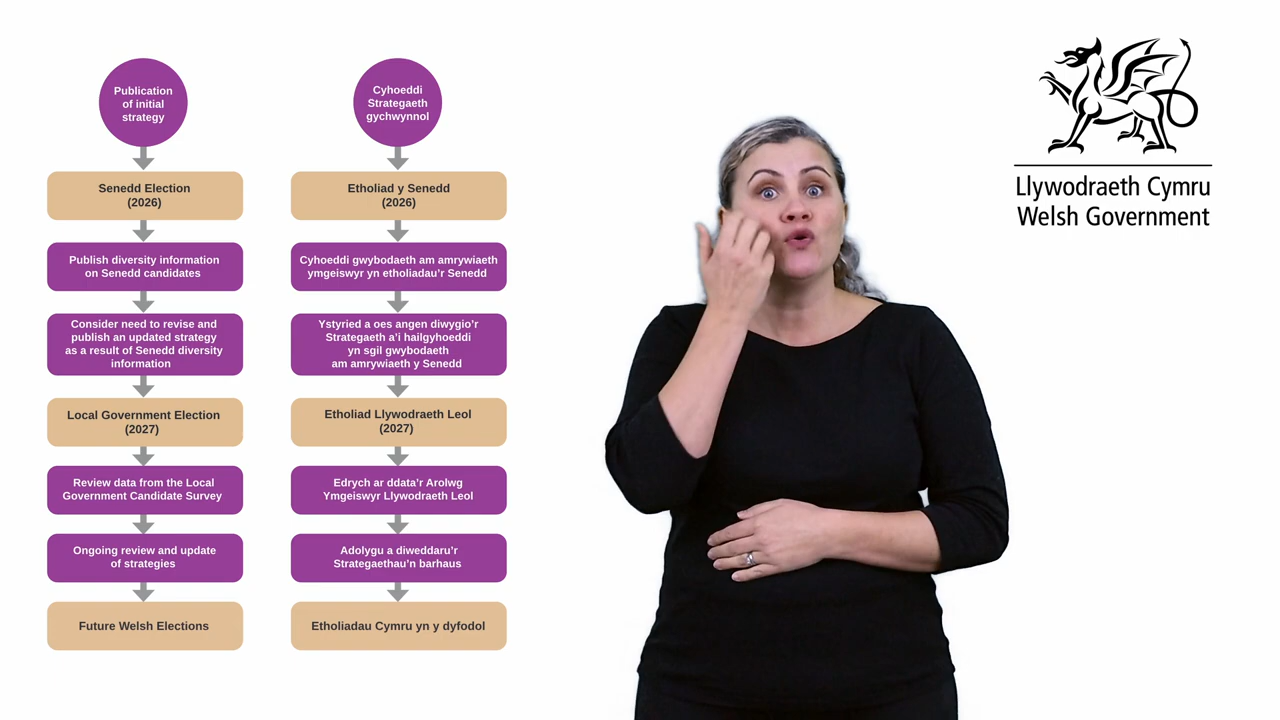 Publication
of initial
strategy
Senedd Election
(2026)
Publish diversity information
on Senedd candidates
Consider need to revise and
publish an updated strategy
as a result of Senedd diversity
information
Local Government Election
(2027)
Review data from the Local
Government Candidate Survey
Ongoing review and update
of strategies
Future Welsh Elections
Cyhoeddi
Strategaeth
gychwynnol
Etholiad y Senedd
(2026)
Cyhoeddi gwybodaeth am amrywiaeth
ymgeiswyr yn etholiadau’r Senedd
Ystyried a oes angen diwygio’r
Strategaeth a’i hailgyhoeddi
yn sgil gwybodaeth
am amrywiaeth y Senedd
Etholiad Llywodraeth Leol
(2027)
Edrych ar ddata’r Arolwg
Ymgeiswyr Llywodraeth Leol
Adolygu a diweddaru’r
Strategaethau’n barhaus
Etholiadau Cymru yn y dyfodol
Llywodraeth Cymru
Welsh Government